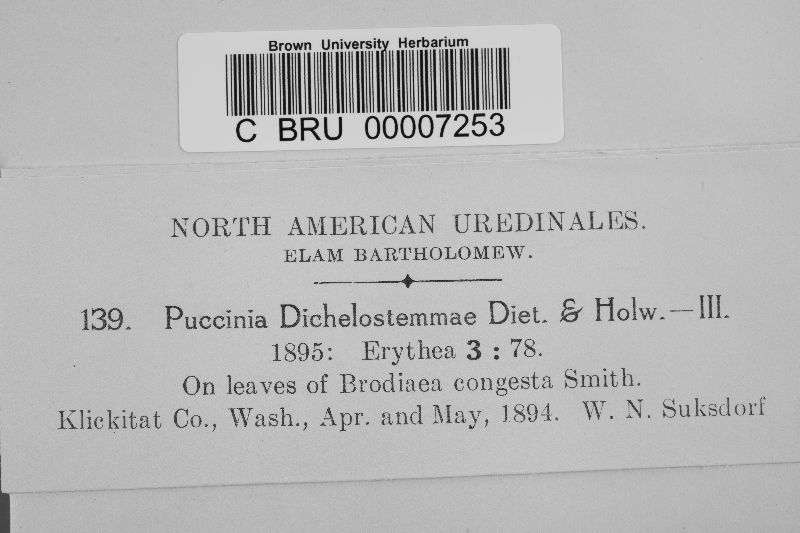 Brown University Herbarium
C BRU 00007253
NORTH AMERICAN UREDINALES.
ELAM BARTHOLOMEW.
139. Puccinia Dichelostemmae Diet. & Holw.—III.
1895: Erythea 3 : 78.
On leaves of Brodiaea congesta Smith.
Klickitat Co., Wash., Apr. and May, 1894. W. N. Suksdorf